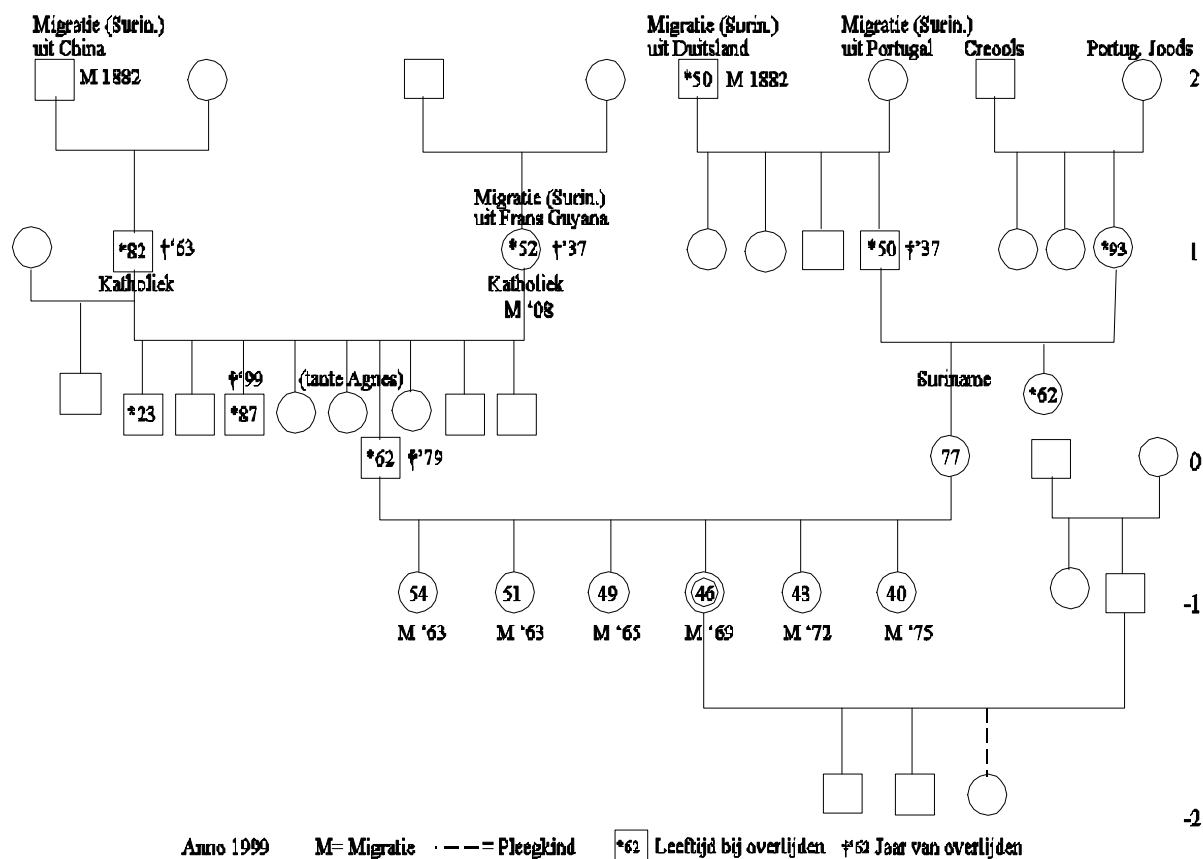 Migratie (Surin.)
uit China
M 1882
Migratie (Surin.)
uit Duitsland
*50 M 1882
Migratie (Surin.)
uit Portugal
Creools
Portug. Joods
2
Migratie (Surin.)
uit Frans Guyana
*82 †'63
Katholiek
*52 †'37
Katholiek
M '08
*50 †'37
*93
1
†'99
(tante Agnes)
Suriname
*23
*87
*62
*62 †'79
77
0
54
51
49
46
43
40
-1
M '63
M '63
M '65
M '69
M '72
M '75
-2
Anno 1999 M= Migratie - - - = Pleegkind *62 Leeftijd bij overlijden †'62 Jaar van overlijden